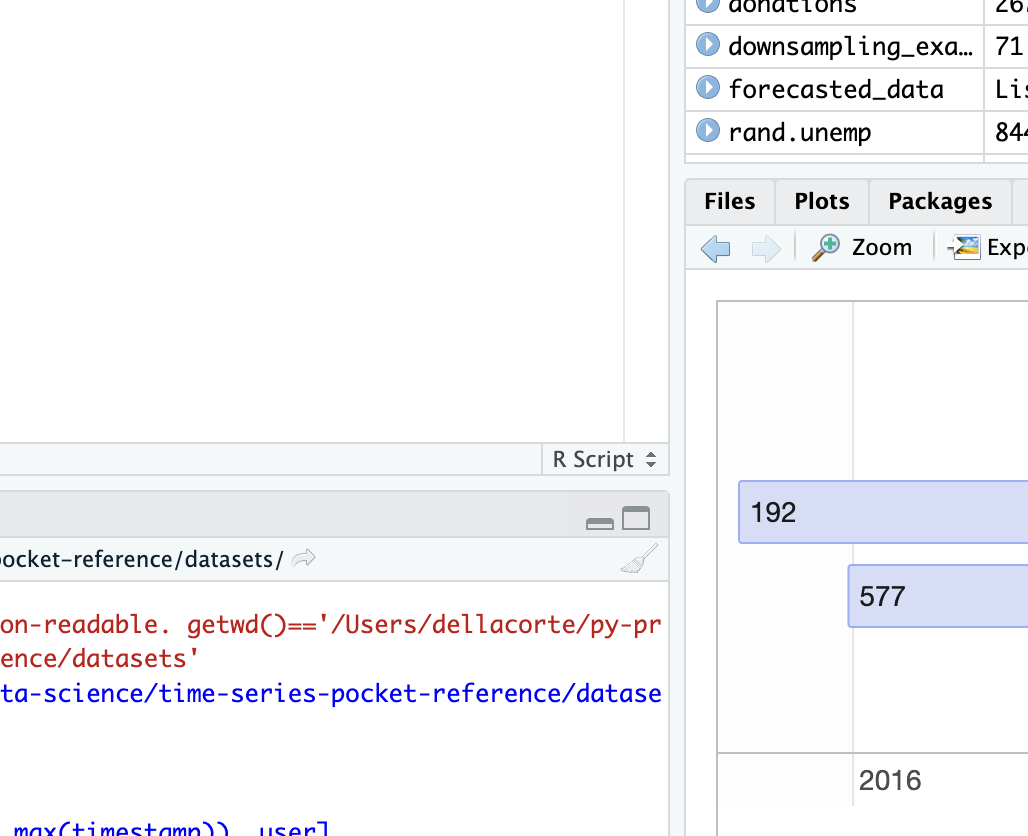 donations 267
downsampling_exa… 71
forecasted_data Lis
rand.unemp 844
Files Plots Packages
Zoom Expo
R Script
192
ocket-reference/datasets/
577
on-readable. getwd()=='/Users/dellacorte/py-pr
ence/datasets'
ta-science/time-series-pocket-reference/datase
2016
max(timestamp)), user]